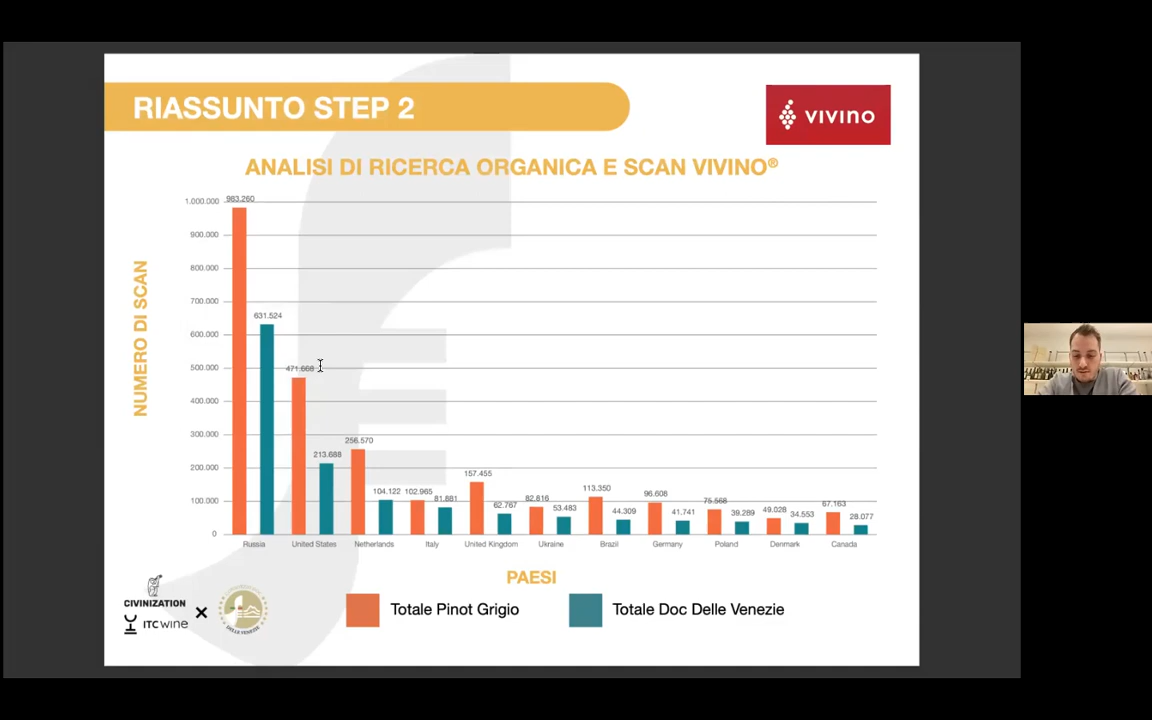 RIASSUNTO STEP 2
vivino
ANALISI DI RICERCA ORGANICA E SCAN VIVINO®
NUMERO DI SCAN
1.000.000
900.000
800.000
700.000
600.000
500.000
400.000
300.000
200.000
100.000
0
983.260
631.524
471.668
213.688
256.570
104.122
102.965
81.881
157.455
62.767
82.816
53.483
113.350
44.309
96.608
41.741
75.568
39.289
49.028
34.553
67.163
28.077
Russia
United States
Netherlands
Italy
United Kingdom
Ukraine
Brazil
Germany
Poland
Denmark
Canada
PAESI
CIVINIZATION
ITCwine
×
DELLE VENEZIE
Totale Pinot Grigio
Totale Doc Delle Venezie